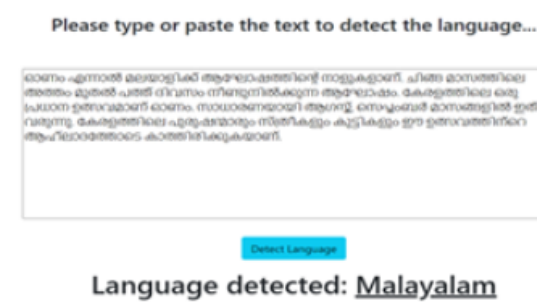 Please type or paste the text to detect the language...
ഓണം എന്നാൽ മലയാളിക്ക് ആഘോഷത്തിന്റെ നാളുകളാണ്. ചിങ്ങ മാസത്തിലെ
അത്തം മുതൽ പത്ത് ദിവസം നീണ്ടുനിൽക്കുന്ന ആഘോഷം. കേരളത്തിലെ ഒരു
പ്രധാന ഉത്സവമാണ് ഓണം. സാധാരണയായി ആഗസ്റ്റ്, സെപ്റ്റംബർ മാസങ്ങളിൽ ഇത്
വരുന്നു. കേരളത്തിലെ പുരുഷന്മാരും സ്ത്രീകളും കുട്ടികളും ഈ ഉത്സവത്തിന്റെ
ആഹ്ലാദത്തോടെ കാത്തിരിക്കുകയാണ്.
Detect Language
Language detected: Malayalam